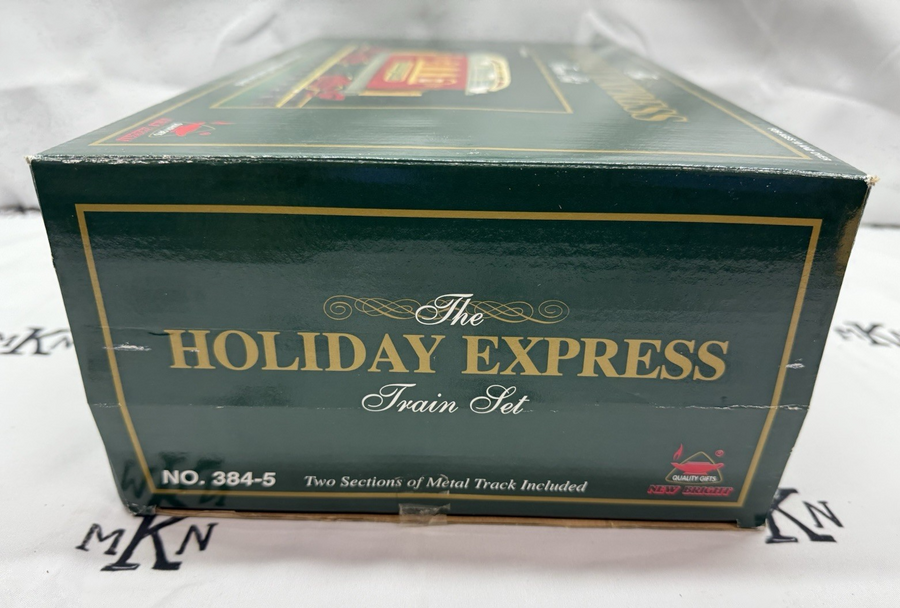 The
HOLIDAY EXPRESS
Train Set
NO. 384-5
Two Sections of Metal Track Included
QUALITY GIFTS
NEW BRIGHT
MKN
MKN